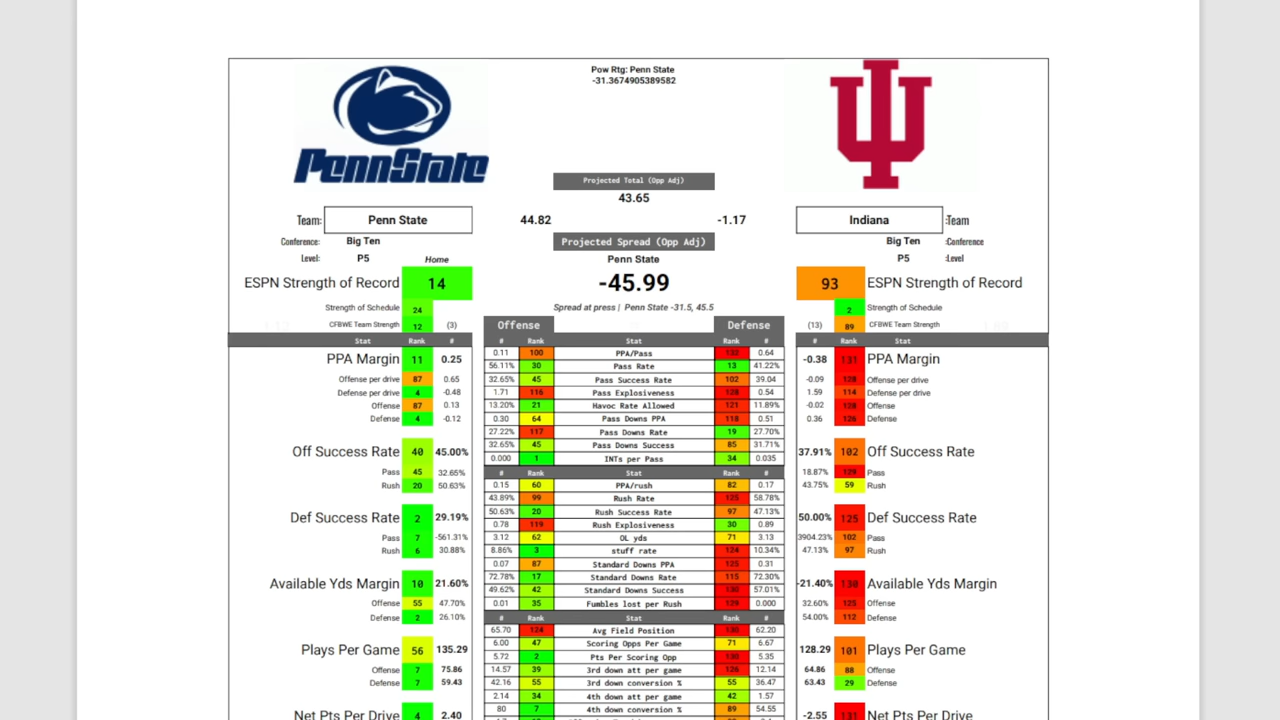 Pow Rtg: Penn State
-31.3674905389582
PennState
Projected Total (Opp Adj)
43.65
Team: Penn State 44.82 -1.17 Indiana :Team
Conference: Big Ten Projected Spread (Opp Adj) Big Ten :Conference
Level: P5 Home Penn State P5 :Level
ESPN Strength of Record 14 -45.99 93 ESPN Strength of Record
Strength of Schedule 24 Spread at press | Penn State -31.5, 45.5 2 Strength of Schedule
CFBWE Team Strength 12 (3) Offense Defense (13) 89 CFBWE Team Strength
Stat Rank # # Rank Stat Rank # # Rank Stat
PPA Margin 11 0.25 0.11 100 PPA/Pass 0.64 -0.38 131 PPA Margin
56.11% 30 Pass Rate 13 41.22%
Offense per drive 87 0.65 32.65% 45 Pass Success Rate 102 39.04 -0.09 128 Offense per drive
Defense per drive 4 -0.48 1.71 116 Pass Explosiveness 128 0.54 1.59 114 Defense per drive
Offense 87 0.13 13.20% 21 Havoc Rate Allowed 121 11.89% -0.02 128 Offense
Defense 4 -0.12 0.30 64 Pass Downs PPA 118 0.51 0.36 126 Defense
27.22% 117 Pass Downs Rate 19 27.70%
Off Success Rate 40 45.00% 32.65% 45 Pass Downs Success 85 31.71% 37.91% 102 Off Success Rate
0.000 1 INTs per Pass 34 0.035
Pass 45 32.65% # Rank Stat Rank # 18.87% 129 Pass
Rush 20 50.63% 0.15 60 PPA/rush 82 0.17 43.75% 59 Rush
43.89% 99 Rush Rate 125 58.78%
Def Success Rate 2 29.19% 50.63% 20 Rush Success Rate 97 47.13% 50.00% 125 Def Success Rate
0.78 119 Rush Explosiveness 30 0.89
Pass 7 -561.31% 3.12 62 OL yds 71 3.13 3904.23% 102 Pass
Rush 6 30.88% 8.86% 3 stuff rate 124 10.34% 47.13% 97 Rush
0.07 87 Standard Downs PPA 125 0.31
Available Yds Margin 10 21.60% 72.78% 17 Standard Downs Rate 115 72.30% -21.40% 130 Available Yds Margin
49.62% 42 Standard Downs Success 130 57.01%
Offense 55 47.70% 0.01 35 Fumbles lost per Rush 129 0.000 32.60% 125 Offense
Defense 2 26.10% # Rank Stat Rank # 54.00% 112 Defense
65.70 124 Avg Field Position 130 62.20
Plays Per Game 56 135.29 6.00 47 Scoring Opps Per Game 71 6.67 128.29 101 Plays Per Game
5.72 2 Pts Per Scoring Opp 130 5.35
Offense 7 75.86 14.57 39 3rd down att per game 126 12.14 64.86 88 Offense
Defense 7 59.43 42.16 55 3rd down conversion % 55 36.47 63.43 29 Defense
2.14 34 4th down att per game 42 1.57
80 7 4th down conversion % 89 54.55
Net Pts Per Drive 4 2.40 -2.55 131 Net Pts Per Drive